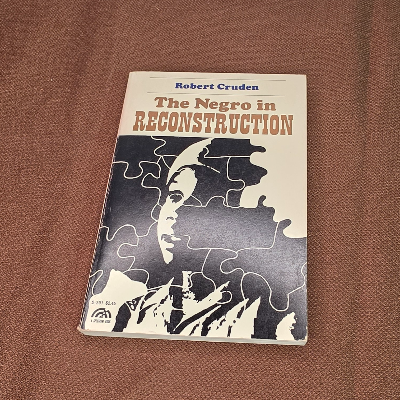 Robert Cruden
The Negro in
RECONSTRUCTION